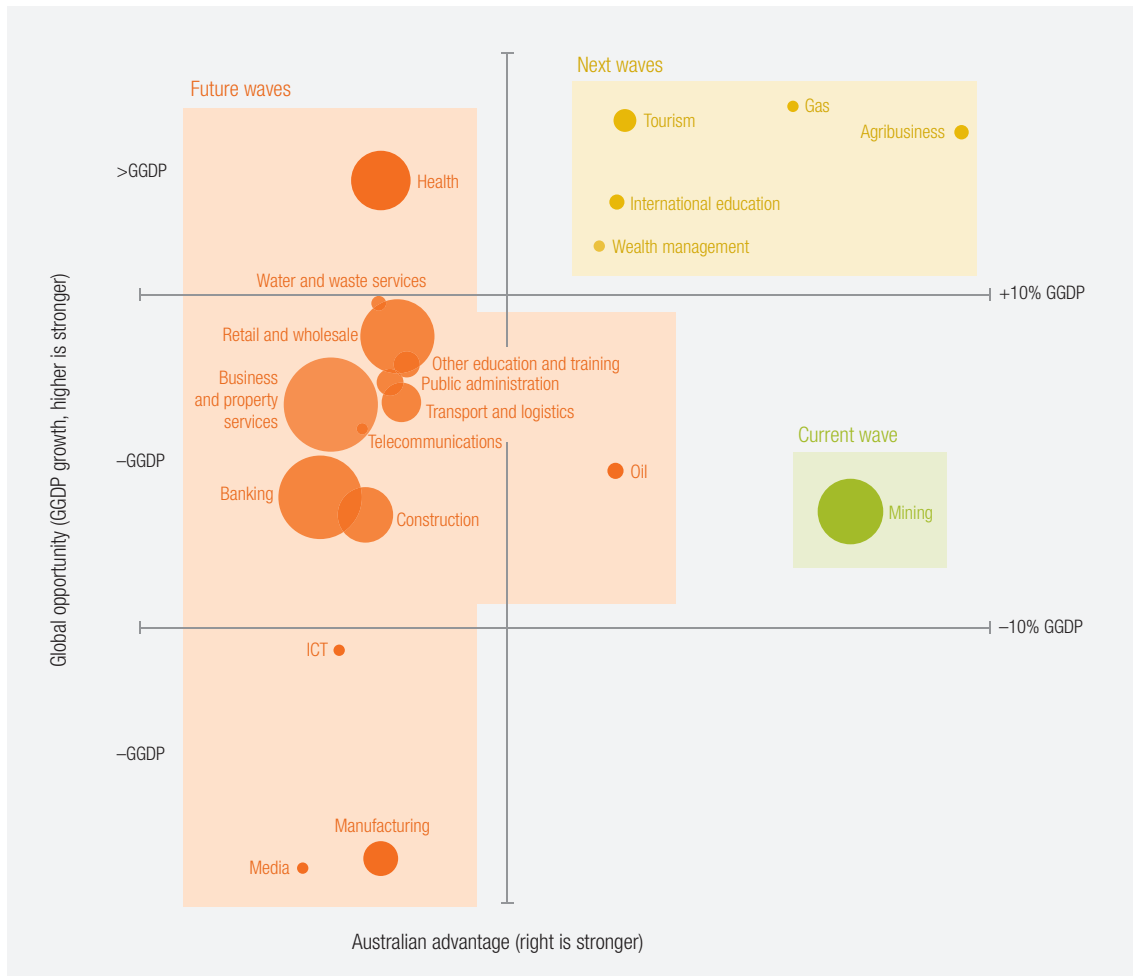 Next waves
Future waves
Gas
Tourism
Agribusiness
>GGDP
Health
International education
Wealth management
Water and waste services
+10% GGDP
Retail and wholesale
Other education and training
Business
and property
services
Public administration
Transport and logistics
Telecommunications
Current wave
–GGDP
Oil
Banking
Construction
Mining
Global opportunity (GGDP growth, higher is stronger)
–10% GGDP
ICT
–GGDP
Manufacturing
Media
Australian advantage (right is stronger)